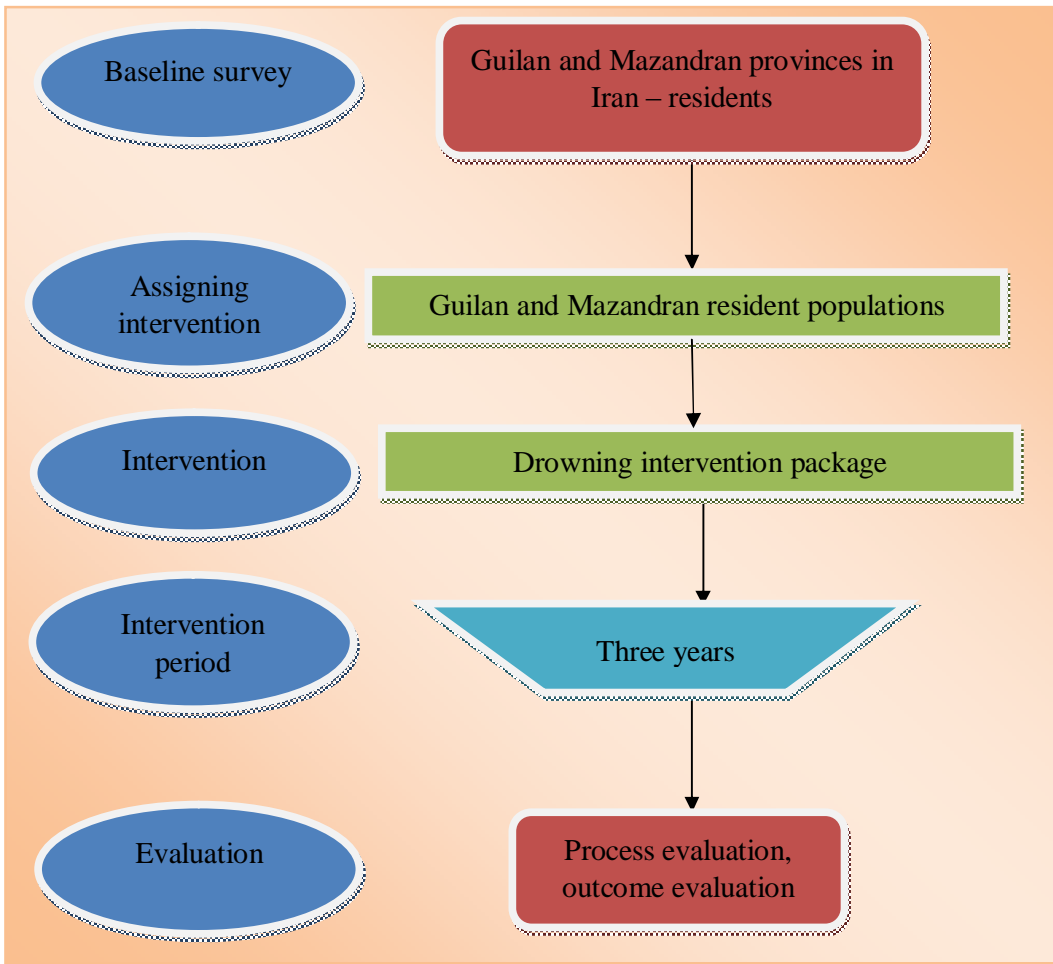 Baseline survey
Guilan and Mazandran provinces in
Iran – residents
Assigning
intervention
Guilan and Mazandran resident populations
Intervention
Drowning intervention package
Intervention
period
Three years
Evaluation
Process evaluation,
outcome evaluation